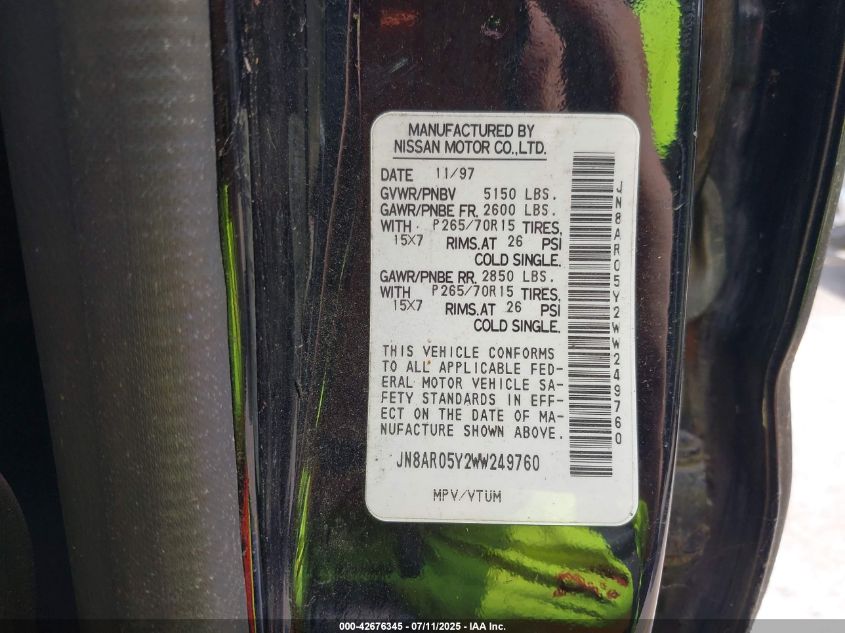 MANUFACTURED BY
NISSAN MOTOR CO.,LTD.
DATE 11/97
GVWR/PNBV 5150 LBS.
GAWR/PNBE FR. 2600 LBS.
WITH P265/70R15 TIRES,
15X7 RIMS.AT 26 PSI
COLD SINGLE.
GAWR/PNBE RR. 2850 LBS.
WITH P265/70R15 TIRES,
15X7 RIMS.AT 26 PSI
COLD SINGLE.
THIS VEHICLE CONFORMS
TO ALL APPLICABLE FED-
ERAL MOTOR VEHICLE SA-
FETY STANDARDS IN EFF-
ECT ON THE DATE OF MA-
NUFACTURE SHOWN ABOVE.
JN8AR05Y2WW249760
MPV/VTUM
JN8AR05Y2WW249760
000-42676345 - 07/11/2025 - IAA Inc.